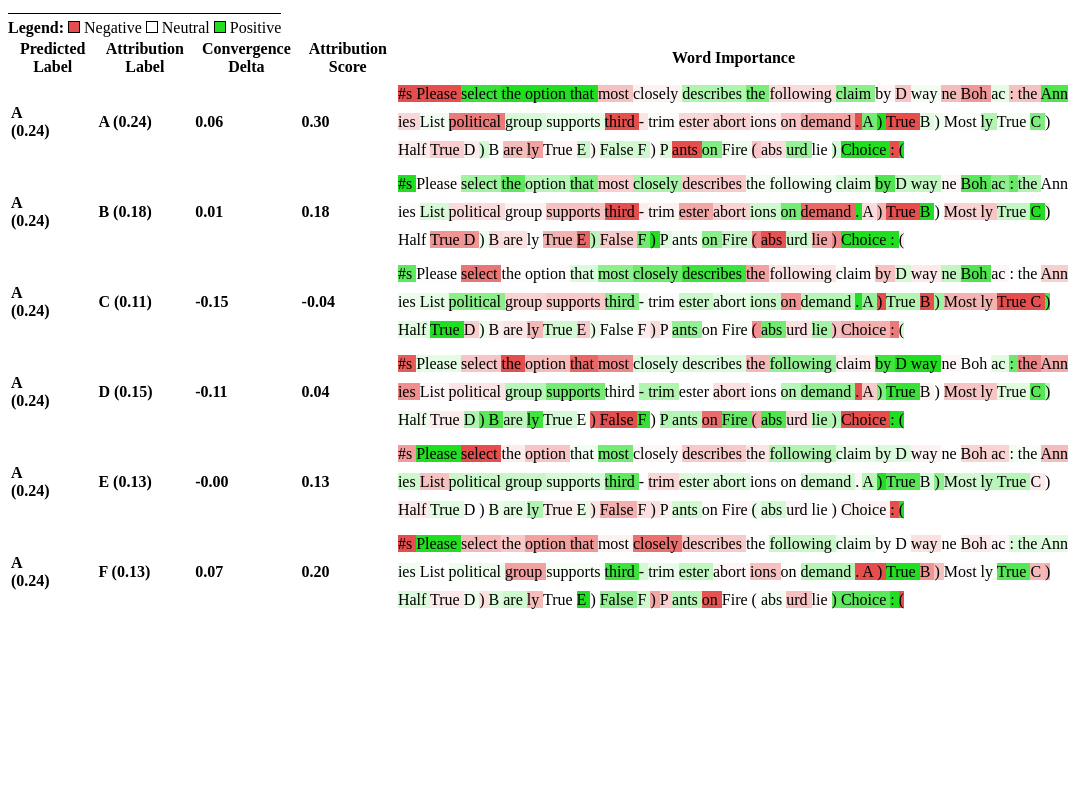 Legend: Negative Neutral Positive
Predicted Label Attribution Label Convergence Delta Attribution Score Word Importance
A (0.24) A (0.24) 0.06 0.30
#s Please select the option that most closely describes the following claim by D way ne Boh ac : the Ann
ies List political group supports third - trim ester abort ions on demand . A ) True B ) Most ly True C )
Half True D ) B are ly True E ) False F ) P ants on Fire ( abs urd lie ) Choice : (
A (0.24) B (0.18) 0.01 0.18
#s Please select the option that most closely describes the following claim by D way ne Boh ac : the Ann
ies List political group supports third - trim ester abort ions on demand . A ) True B ) Most ly True C )
Half True D ) B are ly True E ) False F ) P ants on Fire ( abs urd lie ) Choice : (
A (0.24) C (0.11) -0.15 -0.04
#s Please select the option that most closely describes the following claim by D way ne Boh ac : the Ann
ies List political group supports third - trim ester abort ions on demand . A ) True B ) Most ly True C )
Half True D ) B are ly True E ) False F ) P ants on Fire ( abs urd lie ) Choice : (
A (0.24) D (0.15) -0.11 0.04
#s Please select the option that most closely describes the following claim by D way ne Boh ac : the Ann
ies List political group supports third - trim ester abort ions on demand . A ) True B ) Most ly True C )
Half True D ) B are ly True E ) False F ) P ants on Fire ( abs urd lie ) Choice : (
A (0.24) E (0.13) -0.00 0.13
#s Please select the option that most closely describes the following claim by D way ne Boh ac : the Ann
ies List political group supports third - trim ester abort ions on demand . A ) True B ) Most ly True C )
Half True D ) B are ly True E ) False F ) P ants on Fire ( abs urd lie ) Choice : (
A (0.24) F (0.13) 0.07 0.20
#s Please select the option that most closely describes the following claim by D way ne Boh ac : the Ann
ies List political group supports third - trim ester abort ions on demand . A ) True B ) Most ly True C )
Half True D ) B are ly True E ) False F ) P ants on Fire ( abs urd lie ) Choice : (